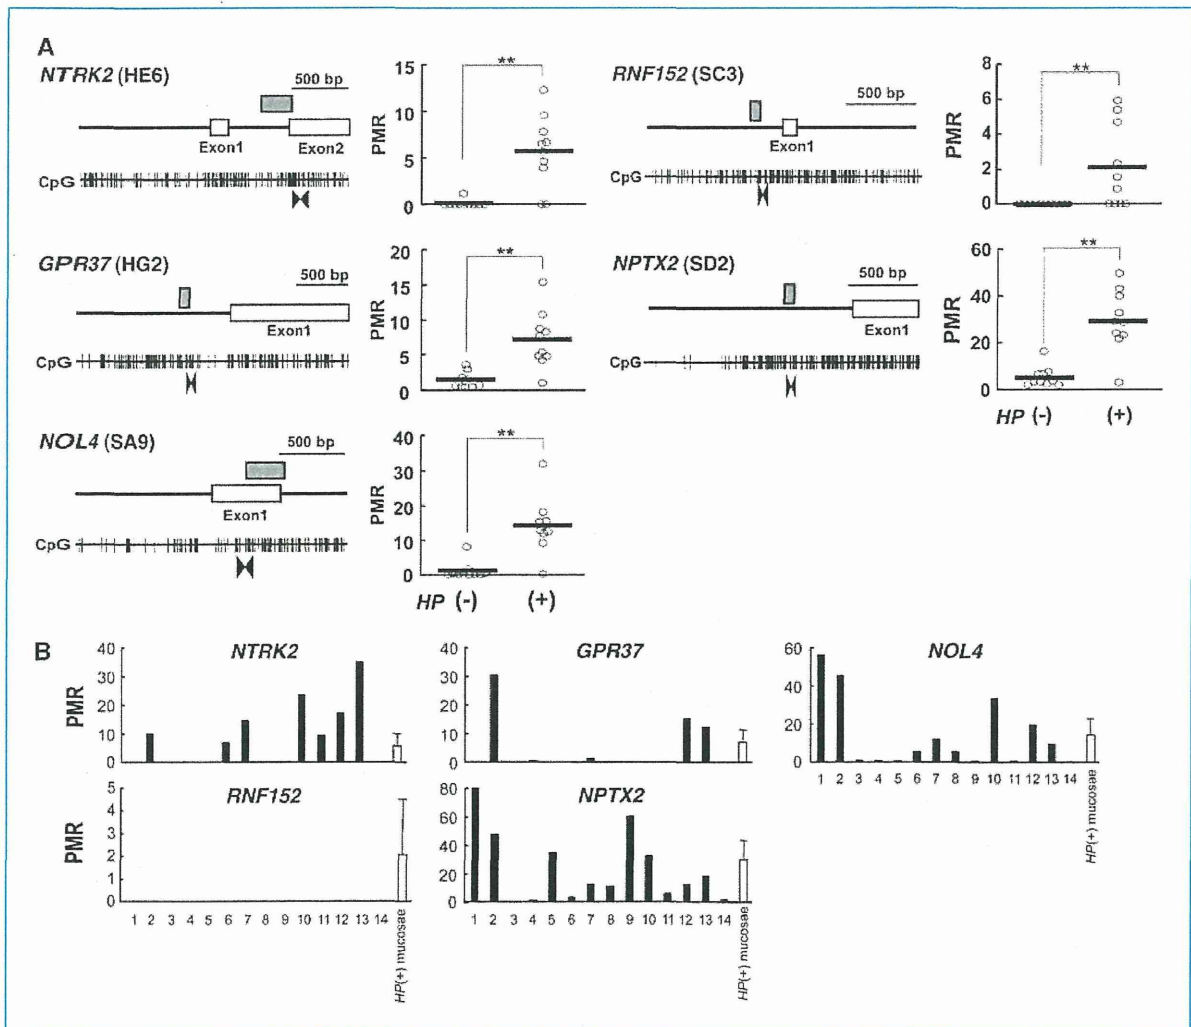 A
NTRK2 (HE6)
500 bp
Exon1
Exon2
CpG
PMR
15
10
5
0
**
RNF152 (SC3)
500 bp
Exon1
CpG
PMR
8
6
4
2
0
**
GPR37 (HG2)
500 bp
Exon1
CpG
PMR
20
15
10
5
0
**
NPTX2 (SD2)
500 bp
Exon1
CpG
PMR
60
40
20
0
**
HP (-) (+)
NOL4 (SA9)
500 bp
Exon1
CpG
PMR
40
30
20
10
0
**
HP (-) (+)
B
NTRK2
PMR
40
30
20
10
0
GPR37
40
30
20
10
0
NOL4
60
40
20
0
1 2 3 4 5 6 7 8 9 10 11 12 13 14
HP(+) mucosae
RNF152
PMR
5
4
3
2
1
0
1 2 3 4 5 6 7 8 9 10 11 12 13 14
HP(+) mucosae
NPTX2
80
60
40
20
0
1 2 3 4 5 6 7 8 9 10 11 12 13 14
HP(+) mucosae